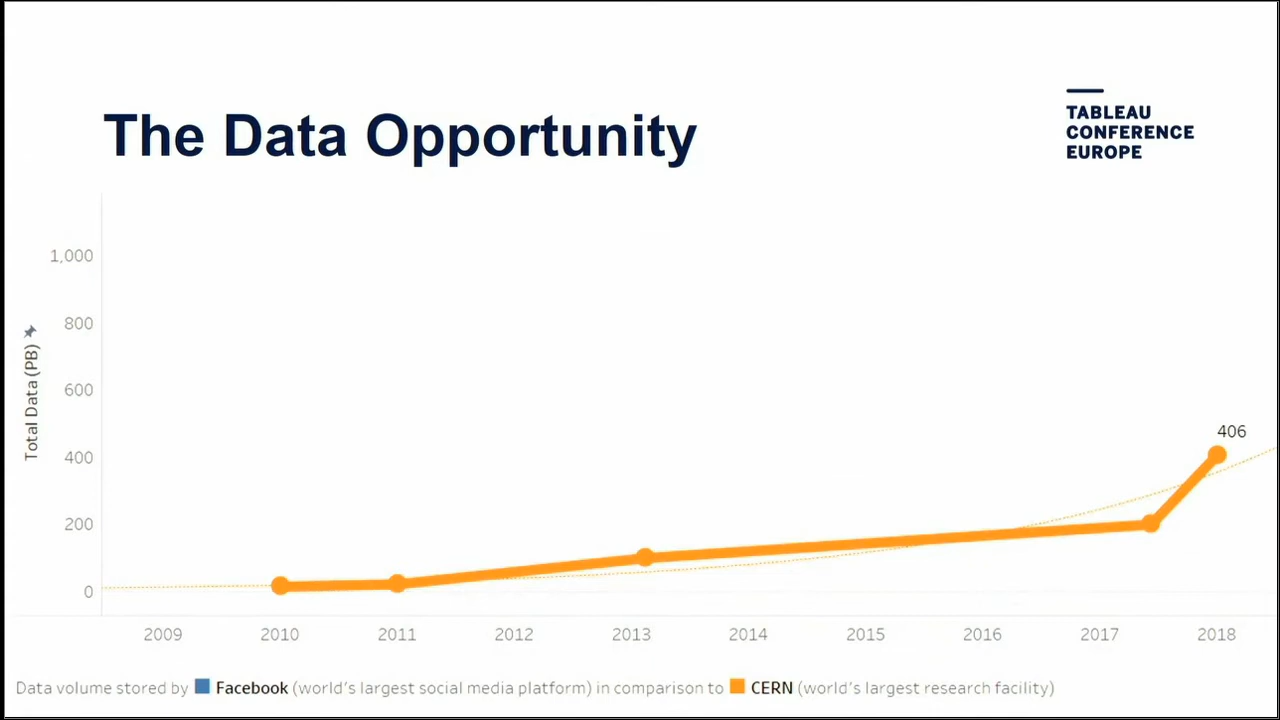 The Data Opportunity
TABLEAU
CONFERENCE
EUROPE
Total Data (PB)
1,000
800
600
400
200
0
406
2009 2010 2011 2012 2013 2014 2015 2016 2017 2018
Data volume stored by Facebook (world's largest social media platform) in comparison to CERN (world's largest research facility)